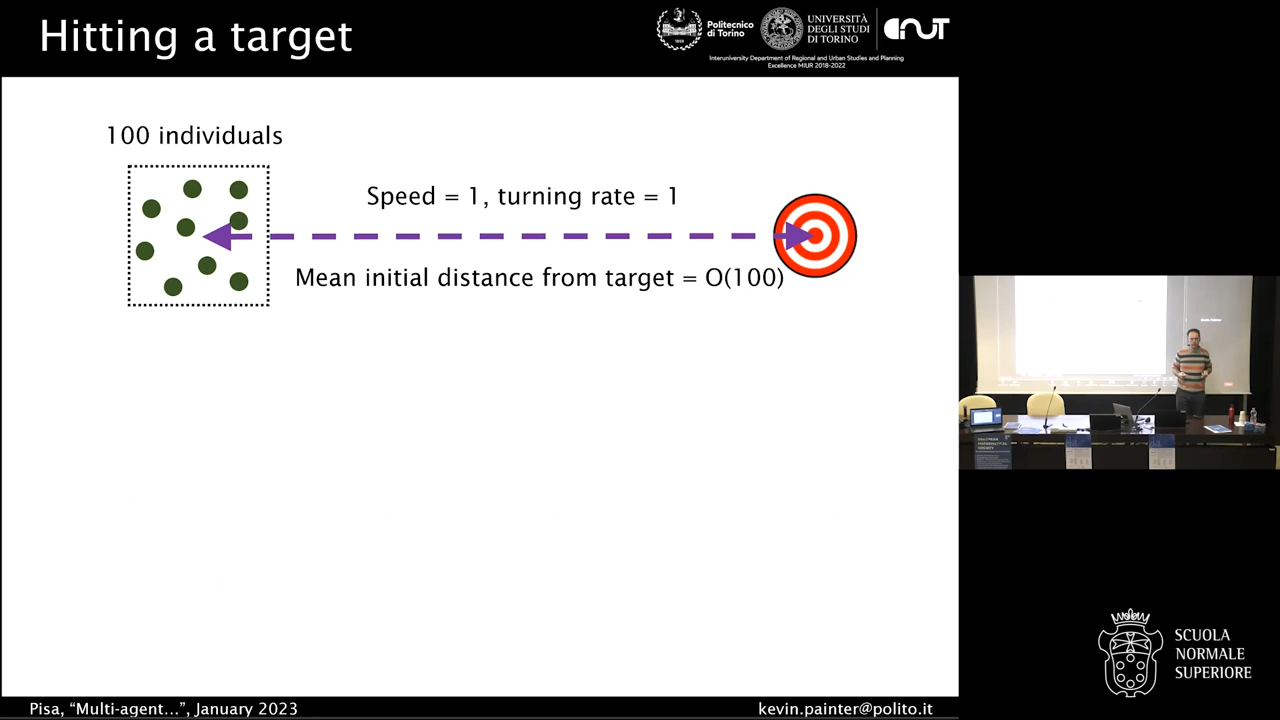 Hitting a target
Politecnico
di Torino
UNIVERSITÀ
DEGLI STUDI
DI TORINO
Interuniversity Department of Regional and Urban Studies and Planning
Excellence MIUR 2018-2022
100 individuals
Speed = 1, turning rate = 1
Mean initial distance from target = O(100)
SCUOLA
NORMALE
SUPERIORE
Pisa, “Multi-agent...”, January 2023
kevin.painter@polito.it